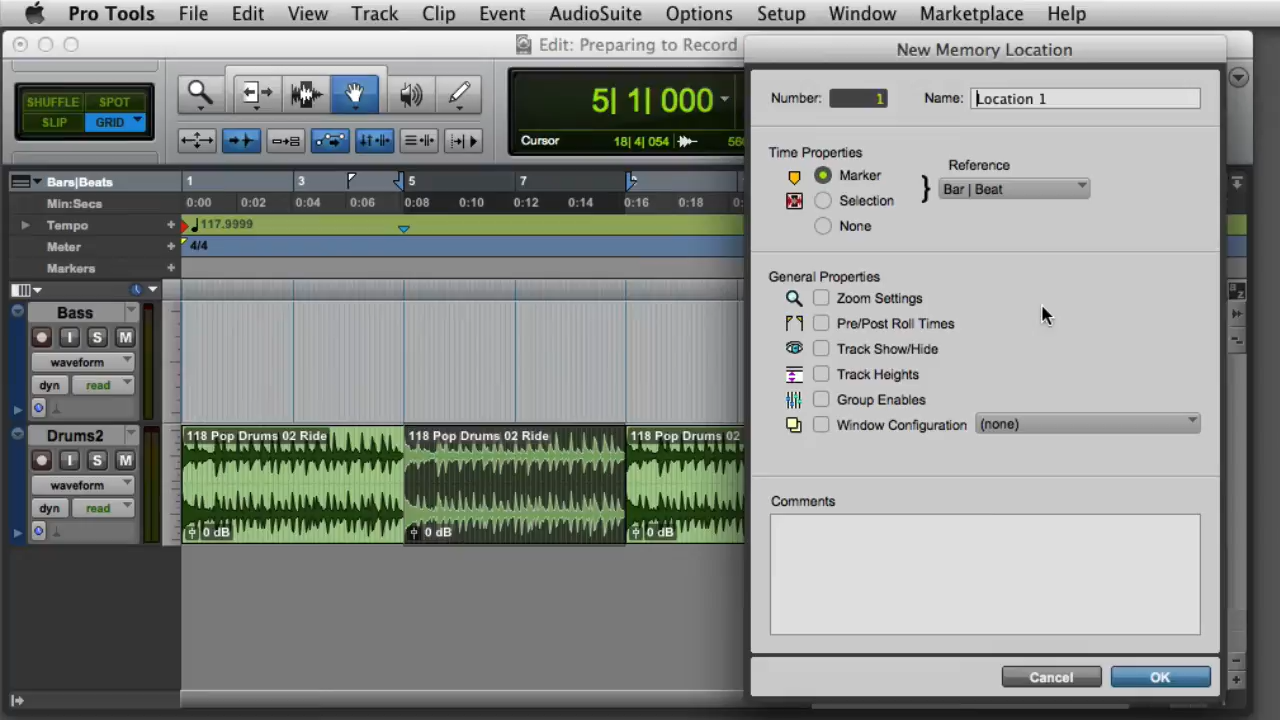 Pro Tools File Edit View Track Clip Event AudioSuite Options Setup Window Marketplace Help
Edit: Preparing to Record
New Memory Location
SHUFFLE SPOT
SLIP GRID
5| 1| 000
Cursor 18| 4| 054
Number: 1 Name: Location 1
Time Properties
Reference
Marker
Bar | Beat
Selection
None
General Properties
Zoom Settings
Pre/Post Roll Times
Track Show/Hide
Track Heights
Group Enables
Window Configuration (none)
Comments
Cancel OK
Bars|Beats 1 3 5 7
Min:Secs 0:00 0:02 0:04 0:06 0:08 0:10 0:12 0:14 0:16 0:18
Tempo + 117.9999
Meter + 4/4
Markers +
Bass
I S M
waveform
dyn read
Drums2
I S M
waveform
dyn read
118 Pop Drums 02 Ride 118 Pop Drums 02 Ride 118 Pop Drums 02
0 dB 0 dB 0 dB